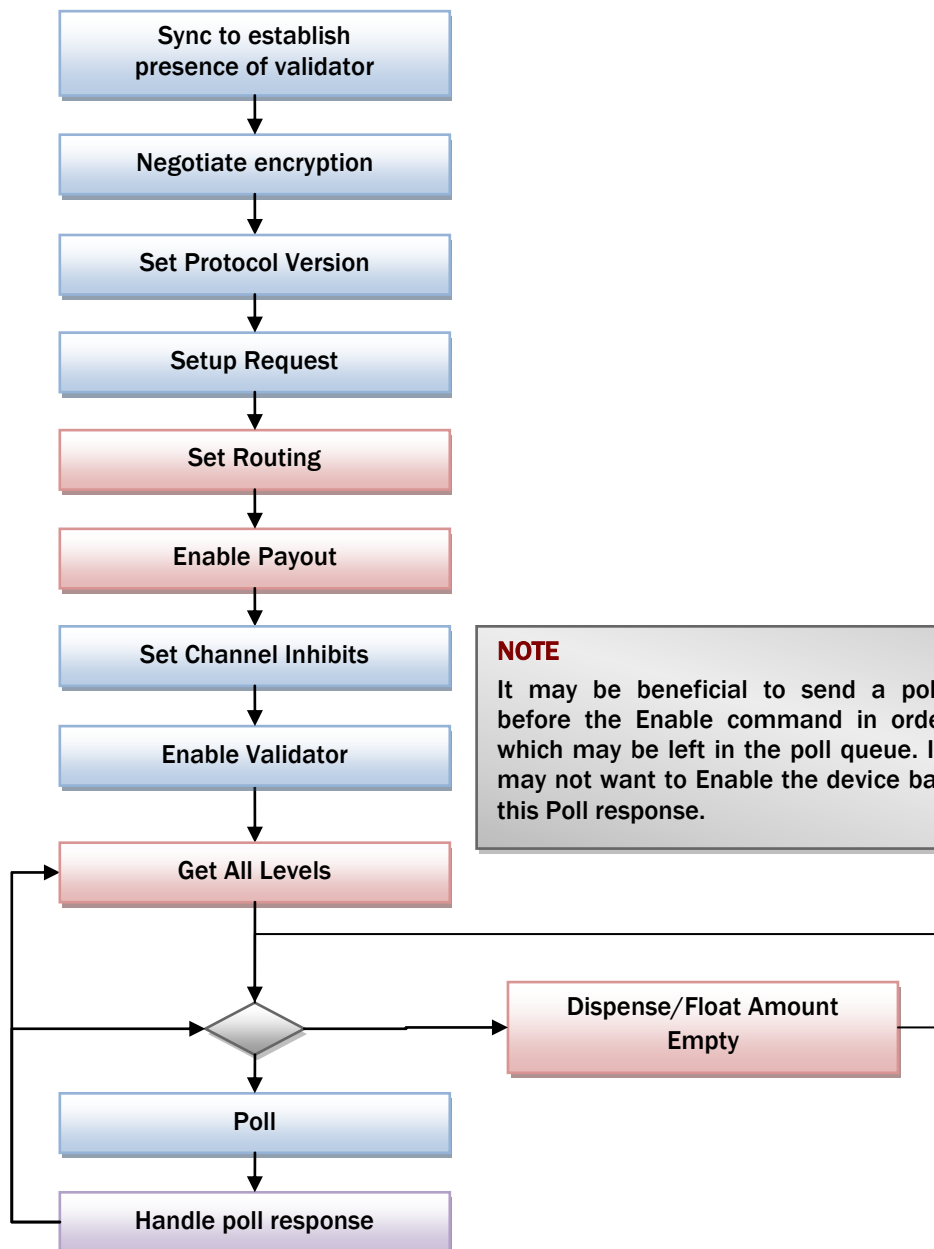 Sync to establish
presence of validator
Negotiate encryption
Set Protocol Version
Setup Request
Set Routing
Enable Payout
Set Channel Inhibits
Enable Validator
NOTE
It may be beneficial to send a
before the Enable command in
which may be left in the poll queue.
may not want to Enable the device
this Poll response.
Get All Levels
Dispense/Float Amount
Empty
Poll
Handle poll response